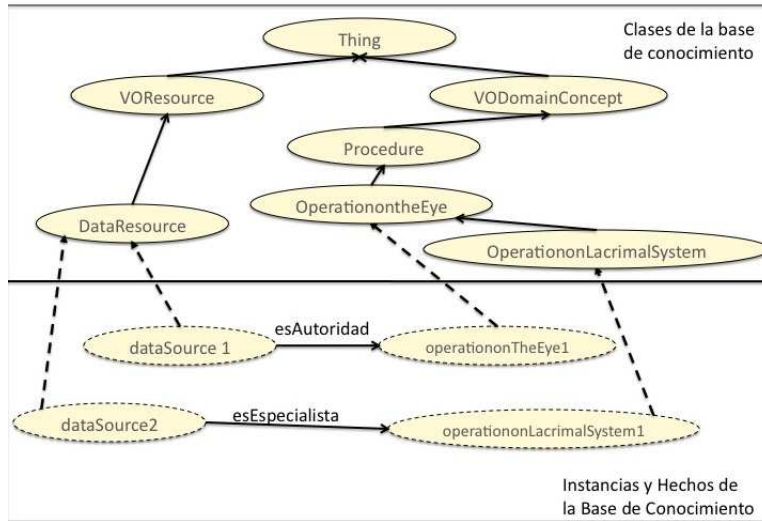 Clases de la base
de conocimiento
Thing
VOResource
VODomainConcept
Procedure
OperationontheEye
DataResource
OperationonLacrimalSystem
esAutoridad
dataSource 1
operationonTheEye1
esEspecialista
dataSource2
operationonLacrimalSystem1
Instancias y Hechos de
la Base de Conocimiento